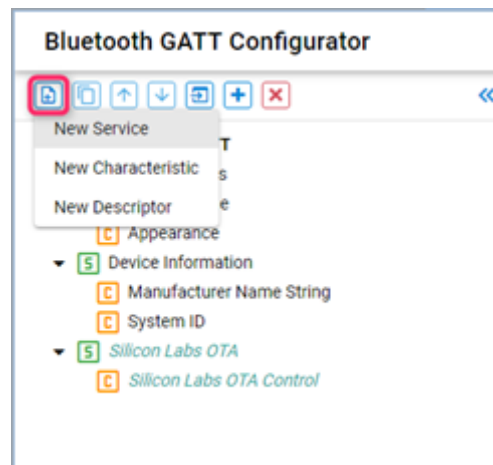 Bluetooth GATT Configurator
New Service
T
New Characteristic
s
New Descriptor
e
C Appearance
S Device Information
C Manufacturer Name String
C System ID
S Silicon Labs OTA
C Silicon Labs OTA Control